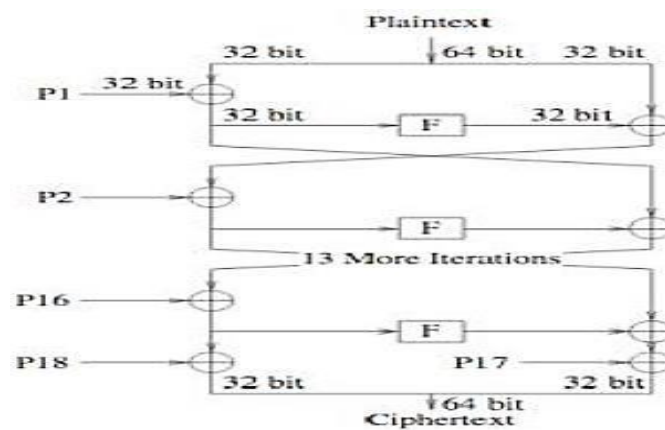 Plaintext
32 bit 64 bit 32 bit
P1 32 bit
32 bit F 32 bit
P2
F
13 More Iterations
P16
F
P18 P17
32 bit 32 bit
64 bit
Ciphertext